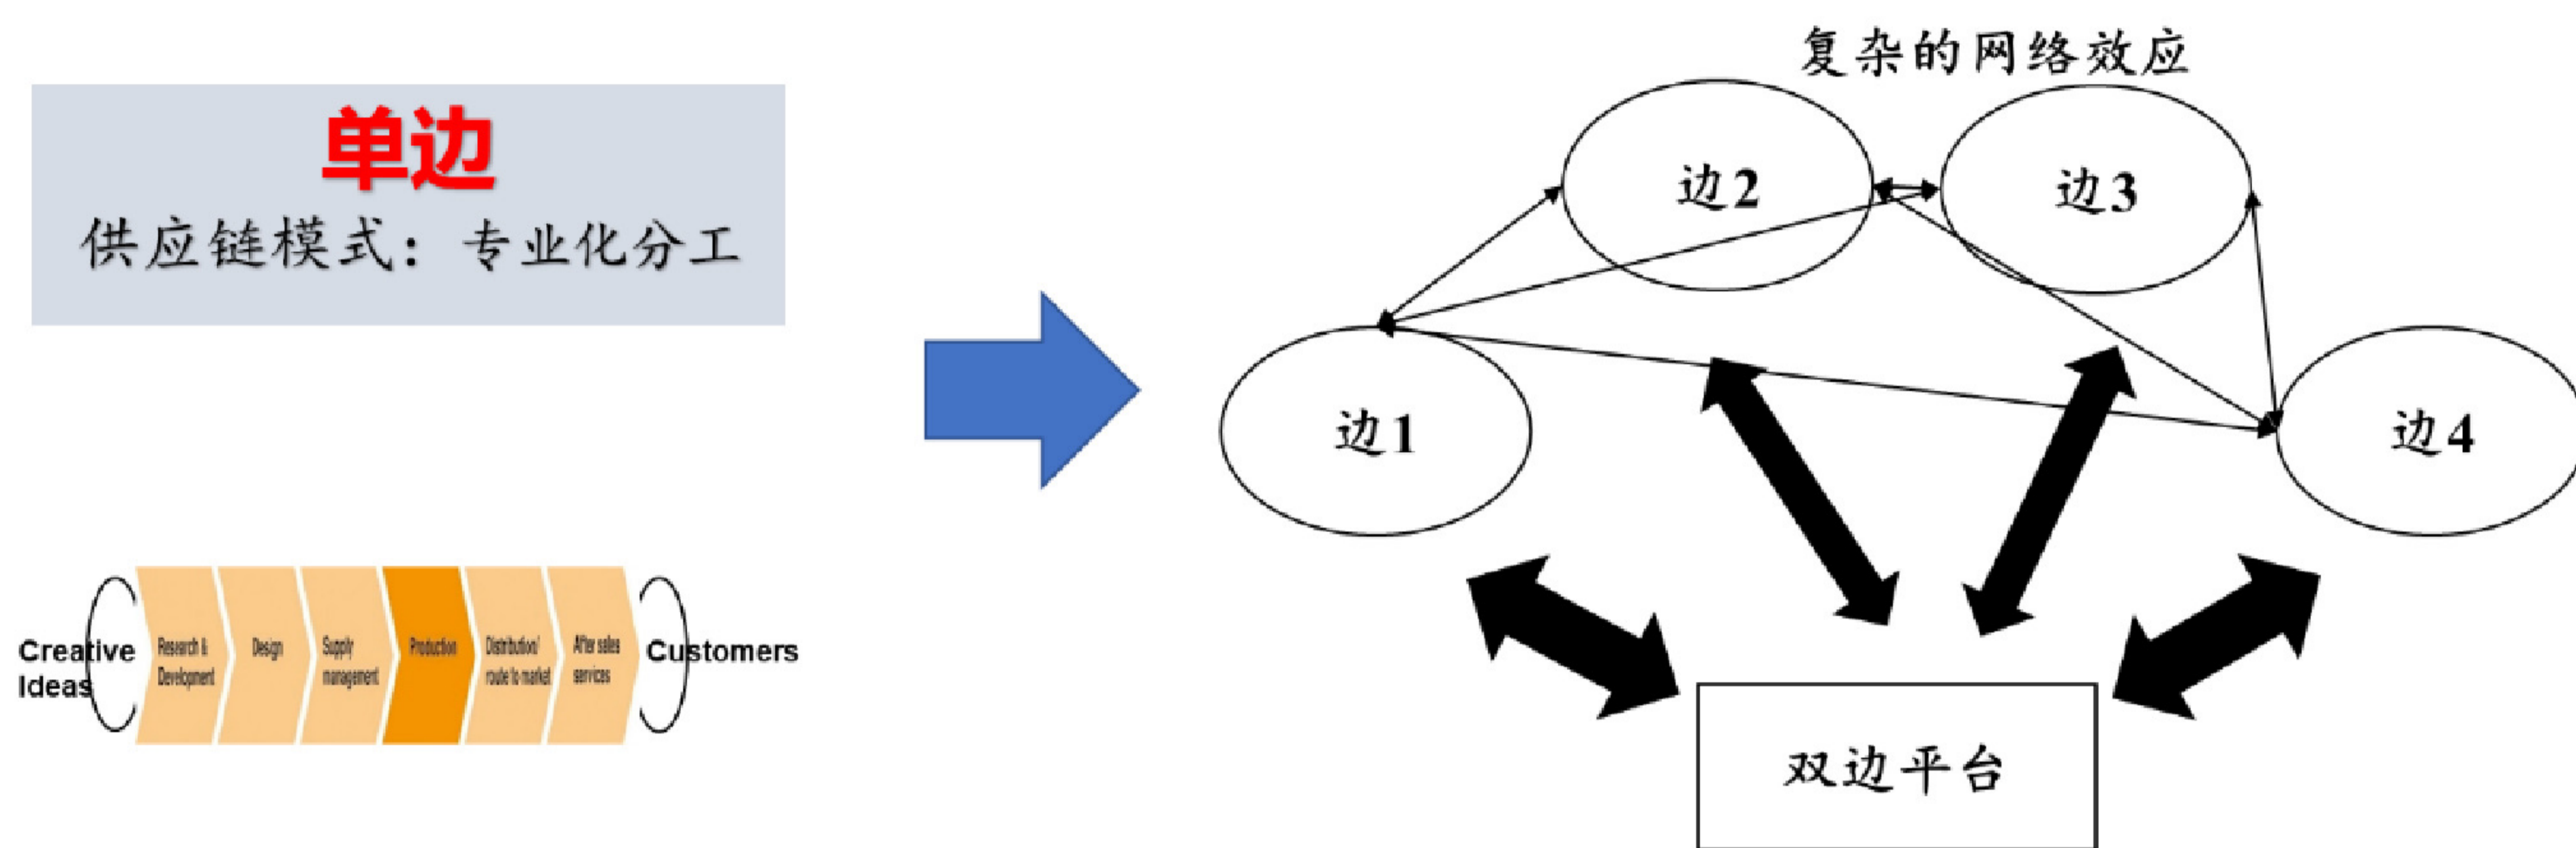 单边
供应链模式：专业化分工
Creative
Ideas
Research &
Development
Design
Supply
management
Production
Distribution/
route to market
After sales
services
Customers
复杂的网络效应
边2
边3
边1
边4
双边平台